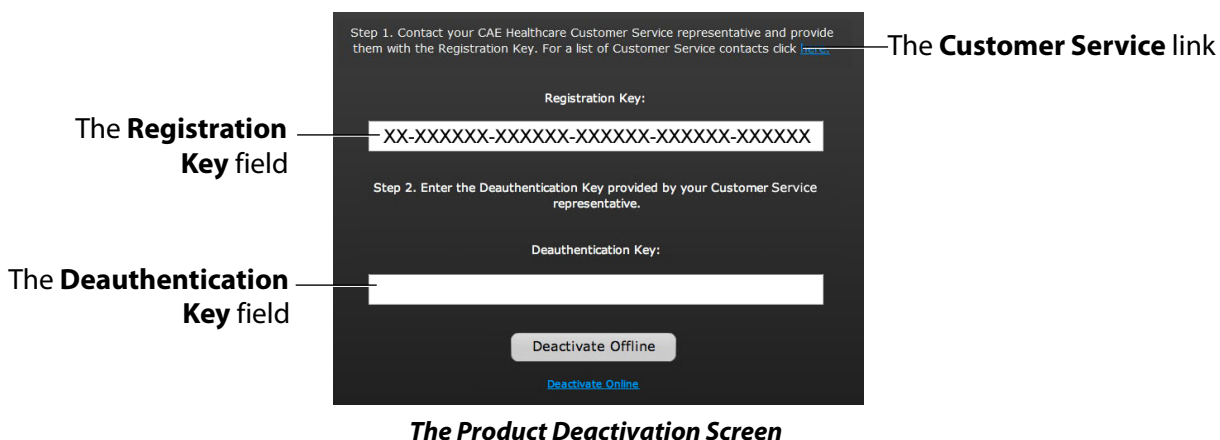 Step 1. Contact your CAE Healthcare Customer Service representative and provide
them with the Registration Key. For a list of Customer Service contacts click here.
The Customer Service link
Registration Key:
The Registration
Key field
XX-XXXXXX-XXXXXX-XXXXXX-XXXXXX-XXXXXX
Step 2. Enter the Deauthentication Key provided by your Customer Service
representative.
Deauthentication Key:
The Deauthentication
Key field
Deactivate Offline
Deactivate Online
The Product Deactivation Screen